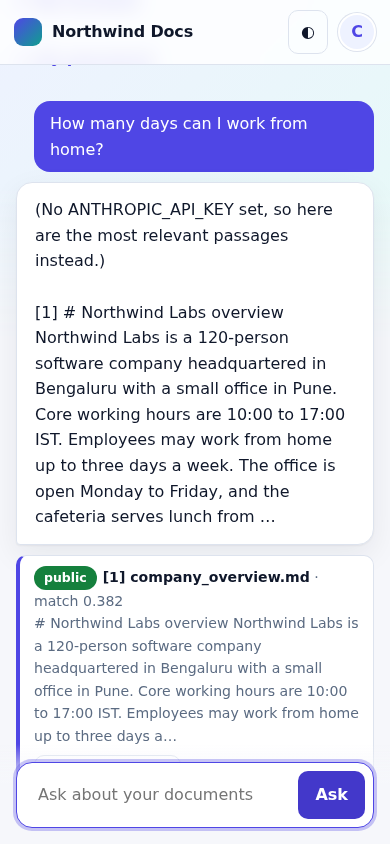 Northwind Docs
C
How many days can I work from
home?
(No ANTHROPIC_API_KEY set, so here
are the most relevant passages
instead.)
[1] # Northwind Labs overview
Northwind Labs is a 120-person
software company headquartered in
Bengaluru with a small office in Pune.
Core working hours are 10:00 to 17:00
IST. Employees may work from home
up to three days a week. The office is
open Monday to Friday, and the
cafeteria serves lunch from ...
public [1] company_overview.md ·
match 0.382
# Northwind Labs overview Northwind Labs is
a 120-person software company
headquartered in Bengaluru with a small
office in Pune. Core working hours are 10:00
to 17:00 IST. Employees may work from home
up to three days a...
Ask about your documents
Ask